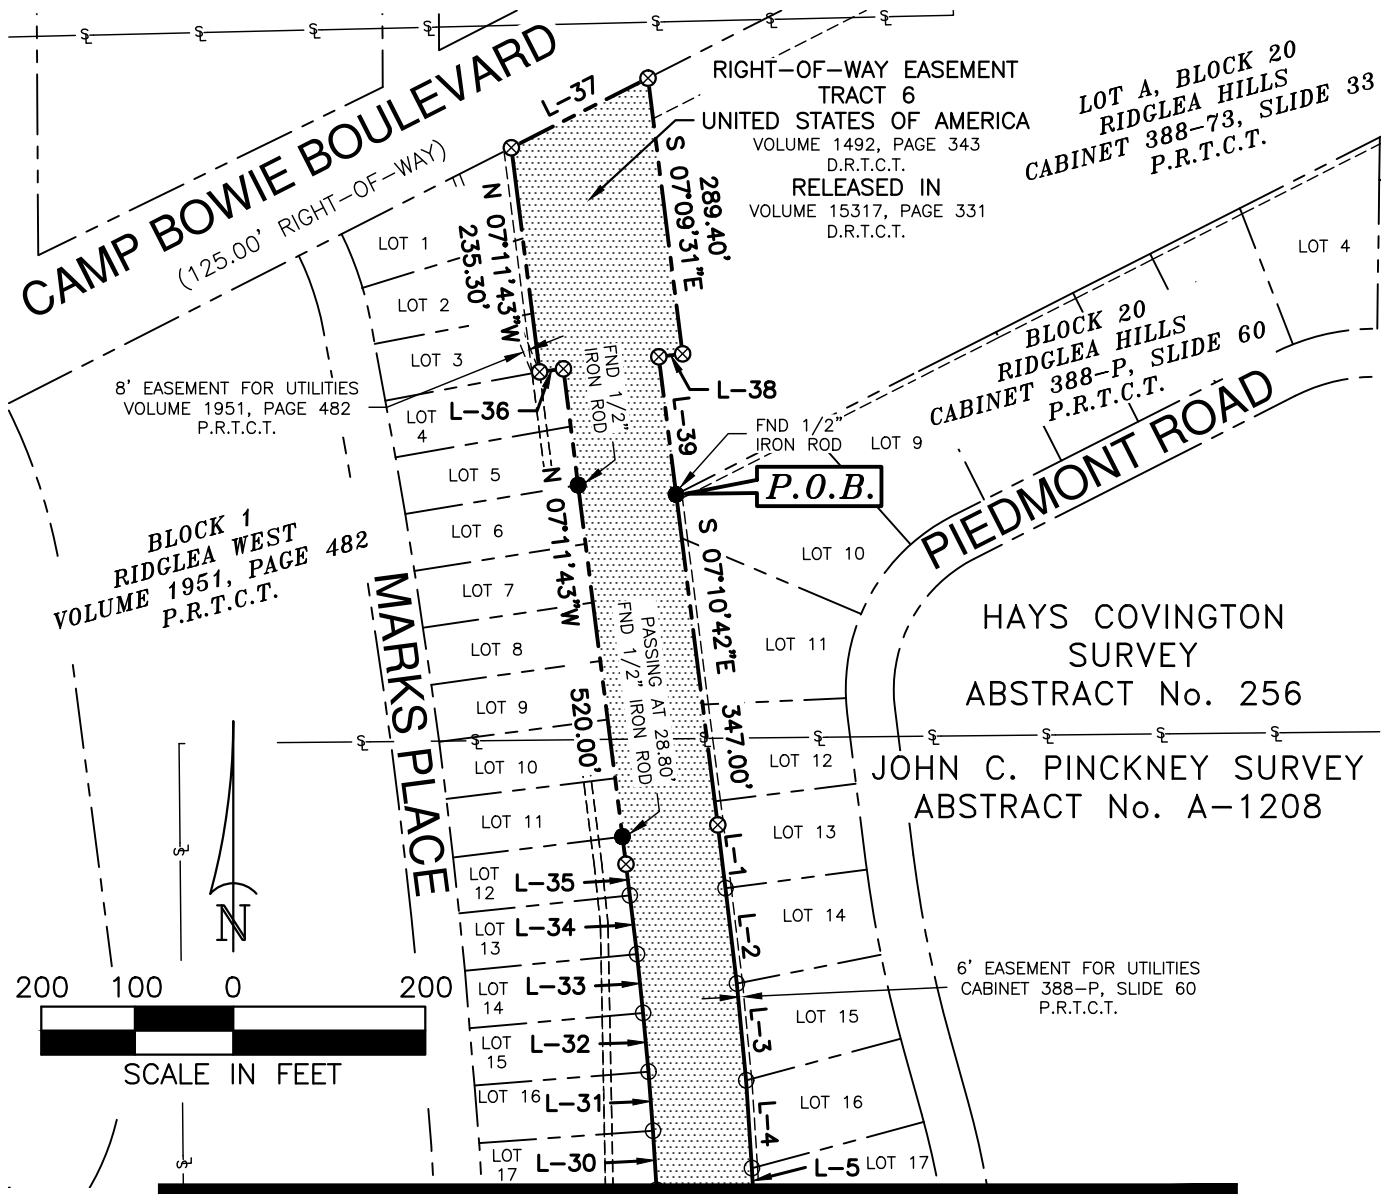 CAMP BOWIE BOULEVARD
(125.00' RIGHT-OF-WAY)
L-37
RIGHT-OF-WAY EASEMENT
TRACT 6
UNITED STATES OF AMERICA
VOLUME 1492, PAGE 343
D.R.T.C.T.
RELEASED IN
VOLUME 15317, PAGE 331
D.R.T.C.T.
LOT A, BLOCK 20
RIDGLEA HILLS
CABINET 388-73, SLIDE 33
P.R.T.C.T.
S 07°09'31"E
289.40'
N 07°11'43"W
235.30'
LOT 1
LOT 2
LOT 3
LOT
4
LOT 5
LOT 6
LOT 7
LOT 8
LOT 9
LOT 10
LOT 11
LOT
12
LOT
13
LOT
14
LOT
15
LOT 16
LOT
17
8' EASEMENT FOR UTILITIES
VOLUME 1951, PAGE 482
P.R.T.C.T.
L-36
FND 1/2"
IRON ROD
L-38
L-39
FND 1/2"
IRON ROD
P.O.B.
LOT 4
BLOCK 20
RIDGLEA HILLS
CABINET 388-P, SLIDE 60
P.R.T.C.T.
PIEDMONT ROAD
LOT 9
LOT 10
LOT 11
LOT 12
LOT 13
LOT 14
LOT 15
LOT 16
LOT 17
BLOCK 1
RIDGLEA WEST
VOLUME 1951, PAGE 482
P.R.T.C.T.
MARKS PLACE
N 07°11'43"W
520.00'
PASSING AT 28.80'
FND 1/2" IRON ROD
S 07°10'42"E 347.00'
HAYS COVINGTON
SURVEY
ABSTRACT No. 256
JOHN C. PINCKNEY SURVEY
ABSTRACT No. A-1208
L-35
L-34
L-33
L-32
L-31
L-30
L-1
L-2
L-3
L-4
L-5
6' EASEMENT FOR UTILITIES
CABINET 388-P, SLIDE 60
P.R.T.C.T.
N
200 100 0 200
SCALE IN FEET